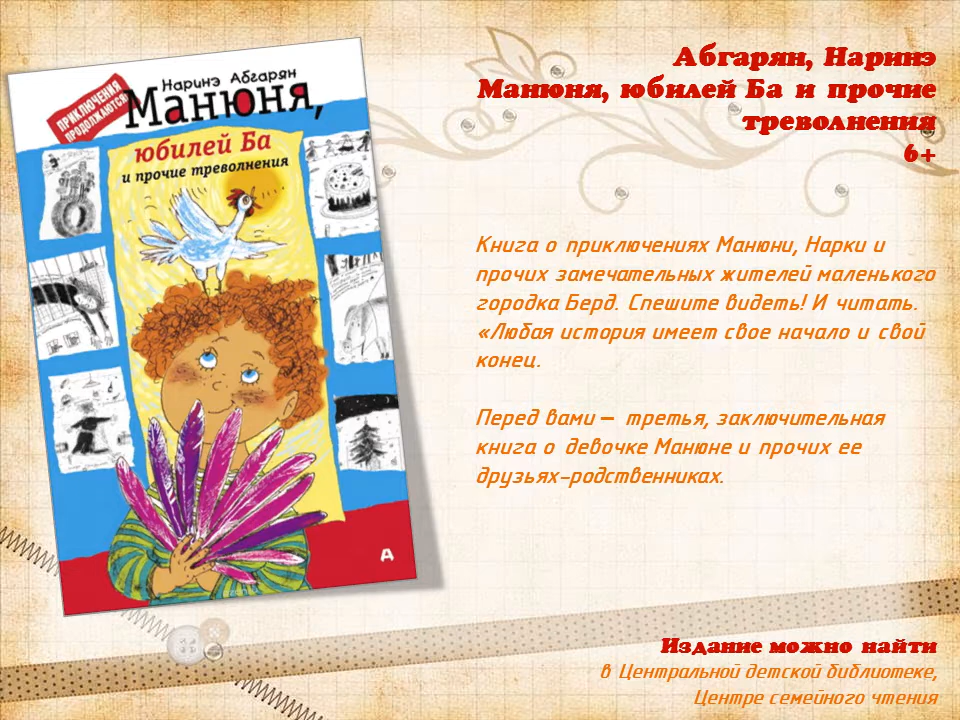 Наринэ Абгарян
ПРИКЛЮЧЕНИЯ
ПРОДОЛЖАЮТСЯ
Манюня,
юбилей Ба
и прочие треволнения
Д
Абгарян, Наринэ
Манюня, юбилей Ба и прочие
треволнения
6+
Книга о приключениях Манюни, Нарки и
прочих замечательных жителей маленького
городка Берд. Спешите видеть! И читать.
«Любая история имеет свое начало и свой
конец.
Перед вами – третья, заключительная
книга о девочке Манюне и прочих ее
друзьях-родственниках.
Издание можно найти
в Центральной детской библиотеке,
Центре семейного чтения